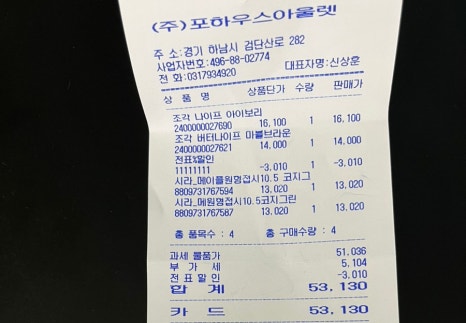 (주)포하우스아울렛
주 소:경기 하남시 검단산로 282
사업자번호:496-88-02774
대표자명:신상훈
전 화:0317934920
상 품 명 상품단가 수량 판매가
조각 나이프 아이보리
2400000027690 16,100 1 16,100
조각 버터나이프 마블브라운
2400000027621 14,000 1 14,000
전표%할인
11111111 -3,010 1 -3,010
시라_메이플원형접시10.5 코지그
8809731767594 13,020 1 13,020
시라_메원형접시10.5코지그린
8809731767587 13,020 1 13,020
총 품목수 : 4 총 구매수량 : 4
과세 물품가 51,036
부 가 세 5,104
전표 할인 -3,010
합 계 53,130
카 드 53,130